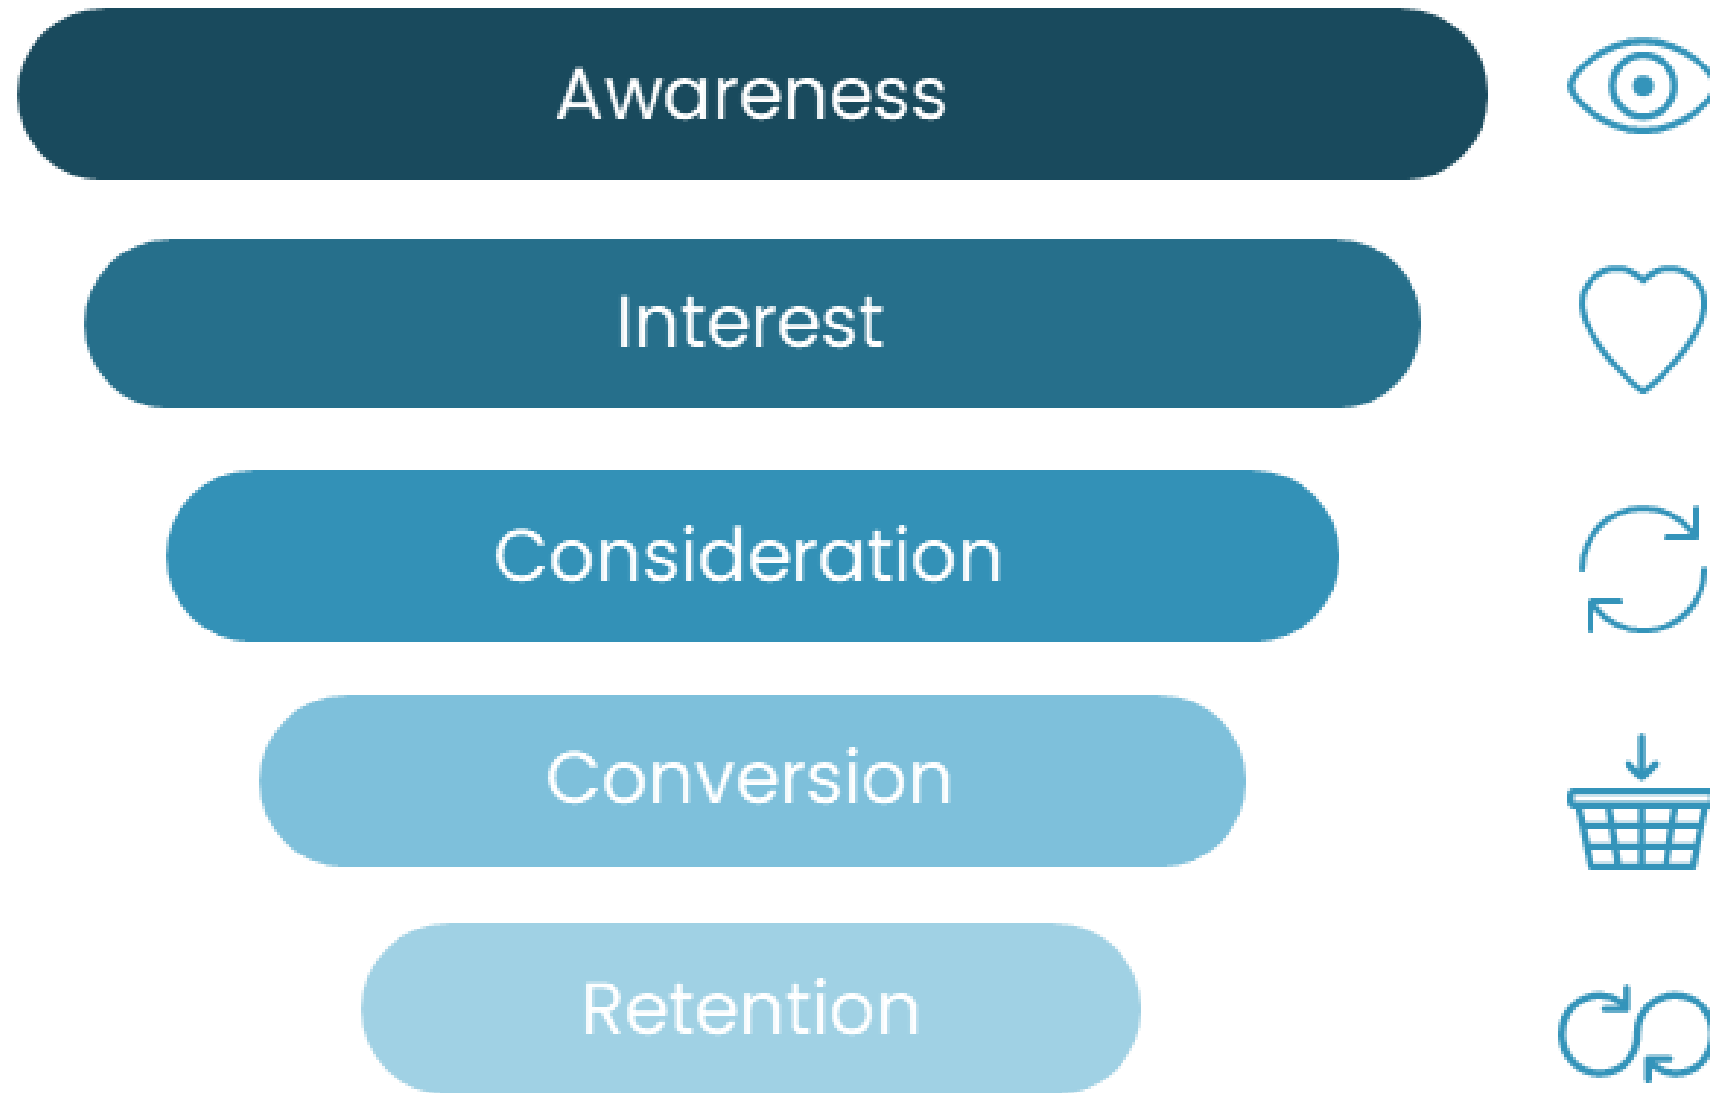 Awareness
Interest
Consideration
Conversion
Retention